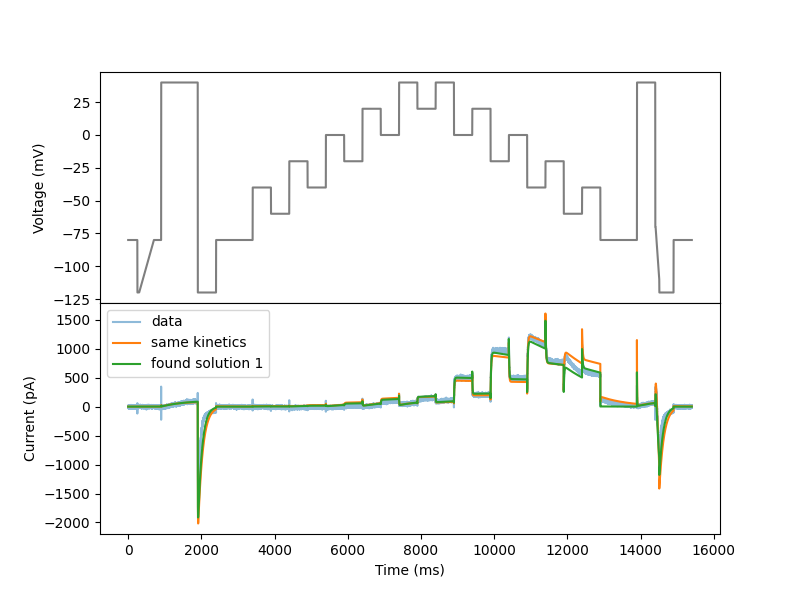 25
0
−25
−50
−75
−100
−125
Voltage (mV)
data
same kinetics
found solution 1
1500
1000
500
0
−500
−1000
−1500
−2000
Current (pA)
0 2000 4000 6000 8000 10000 12000 14000 16000
Time (ms)